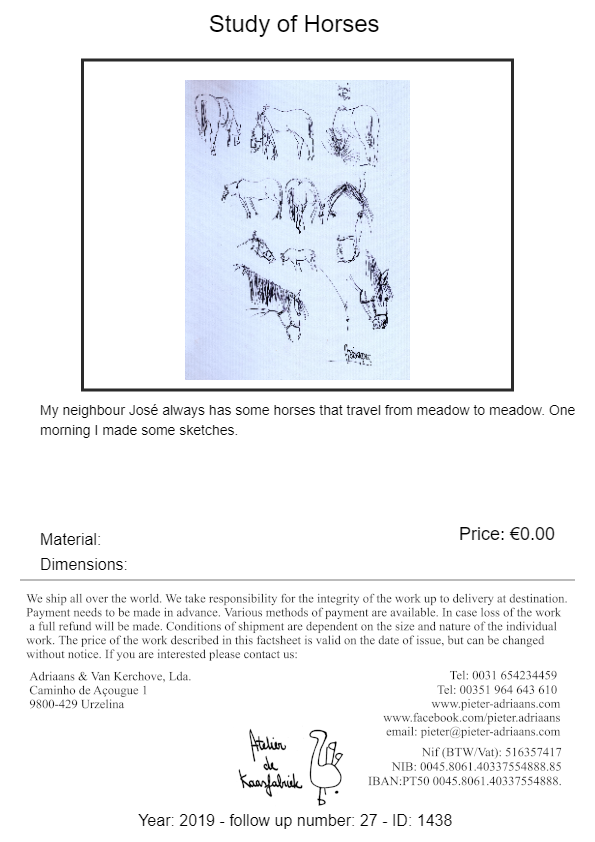 Study of Horses
My neighbour José always has some horses that travel from meadow to meadow. One
morning I made some sketches.
Price: €0.00
Material:
Dimensions:
We ship all over the world. We take responsibility for the integrity of the work up to delivery at destination.
Payment needs to be made in advance. Various methods of payment are available. In case loss of the work
a full refund will be made. Conditions of shipment are dependent on the size and nature of the individual
work. The price of the work described in this factsheet is valid on the date of issue, but can be changed
without notice. If you are interested please contact us:
Adriaans & Van Kerchove, Lda.
Caminho de Açougue 1
9800-429 Urzelina
Tel: 0031 654234459
Tel: 00351 964 643 610
www.pieter-adriaans.com
www.facebook.com/pieter.adriaans
email: pieter@pieter-adriaans.com
Nif (BTW/Vat): 516357417
NIB: 0045.8061.40337554888.85
IBAN:PT50 0045.8061.40337554888.
Atelier
de
Kaasfabriek
Year: 2019 - follow up number: 27 - ID: 1438